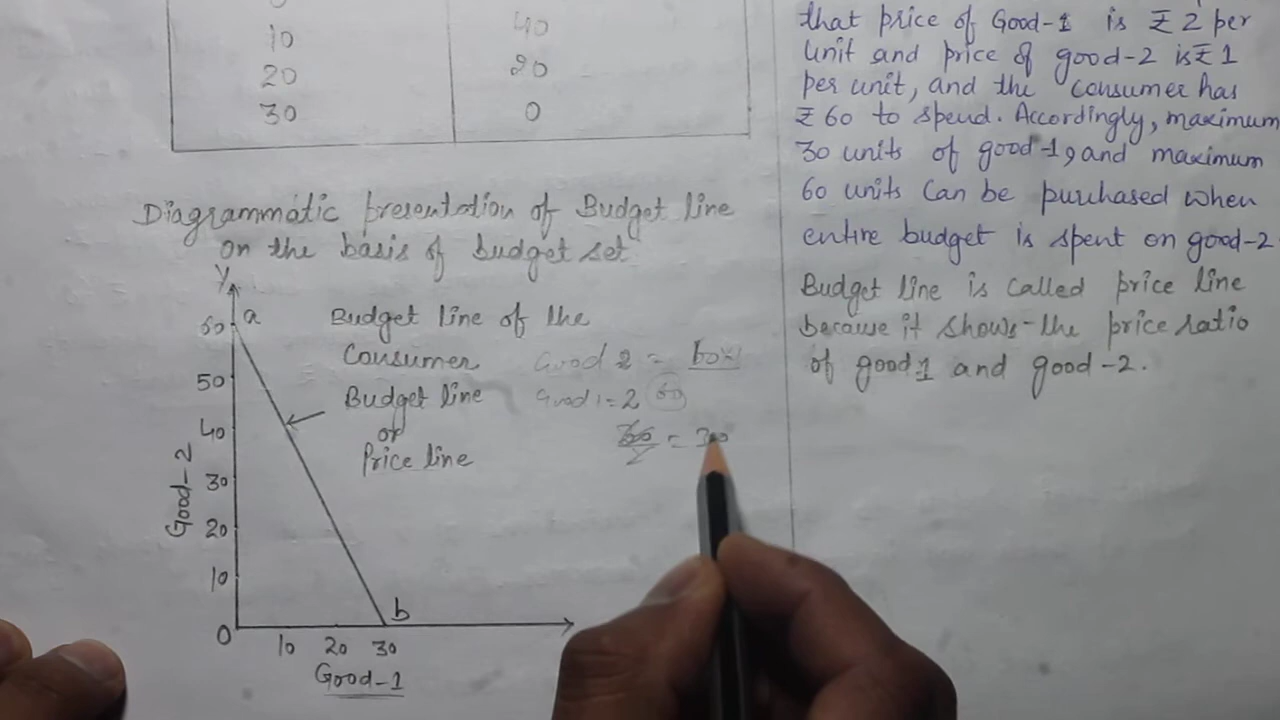 10 40
20 20
30 0
Diagrammatic presentation of Budget line
on the basis of budget set
Y
60 a
50
40
30
20
10
0
Good-2
Budget line of the
Consumer
Budget line
or
Price line
Good 2 =
Good 1 = 2 60
= 30
b
10 20 30
Good-1
that price of Good-1 is ₹ 2 per
Unit and price of good-2 is ₹ 1
per unit, and the consumer has
₹ 60 to spend. Accordingly, maximum
30 units of good-1, and maximum
60 units can be purchased when
entire budget is spent on good-2
Budget line is called price line
because it shows the price ratio
of good 1 and good-2.